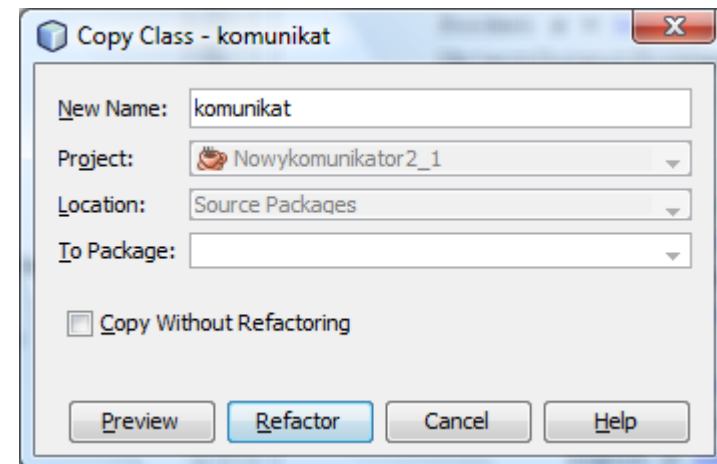 Copy Class - komunikat
New Name: komunikat
Project: Nowykomunikator2_1
Location: Source Packages
To Package:
Copy Without Refactoring
Preview Refactor Cancel Help